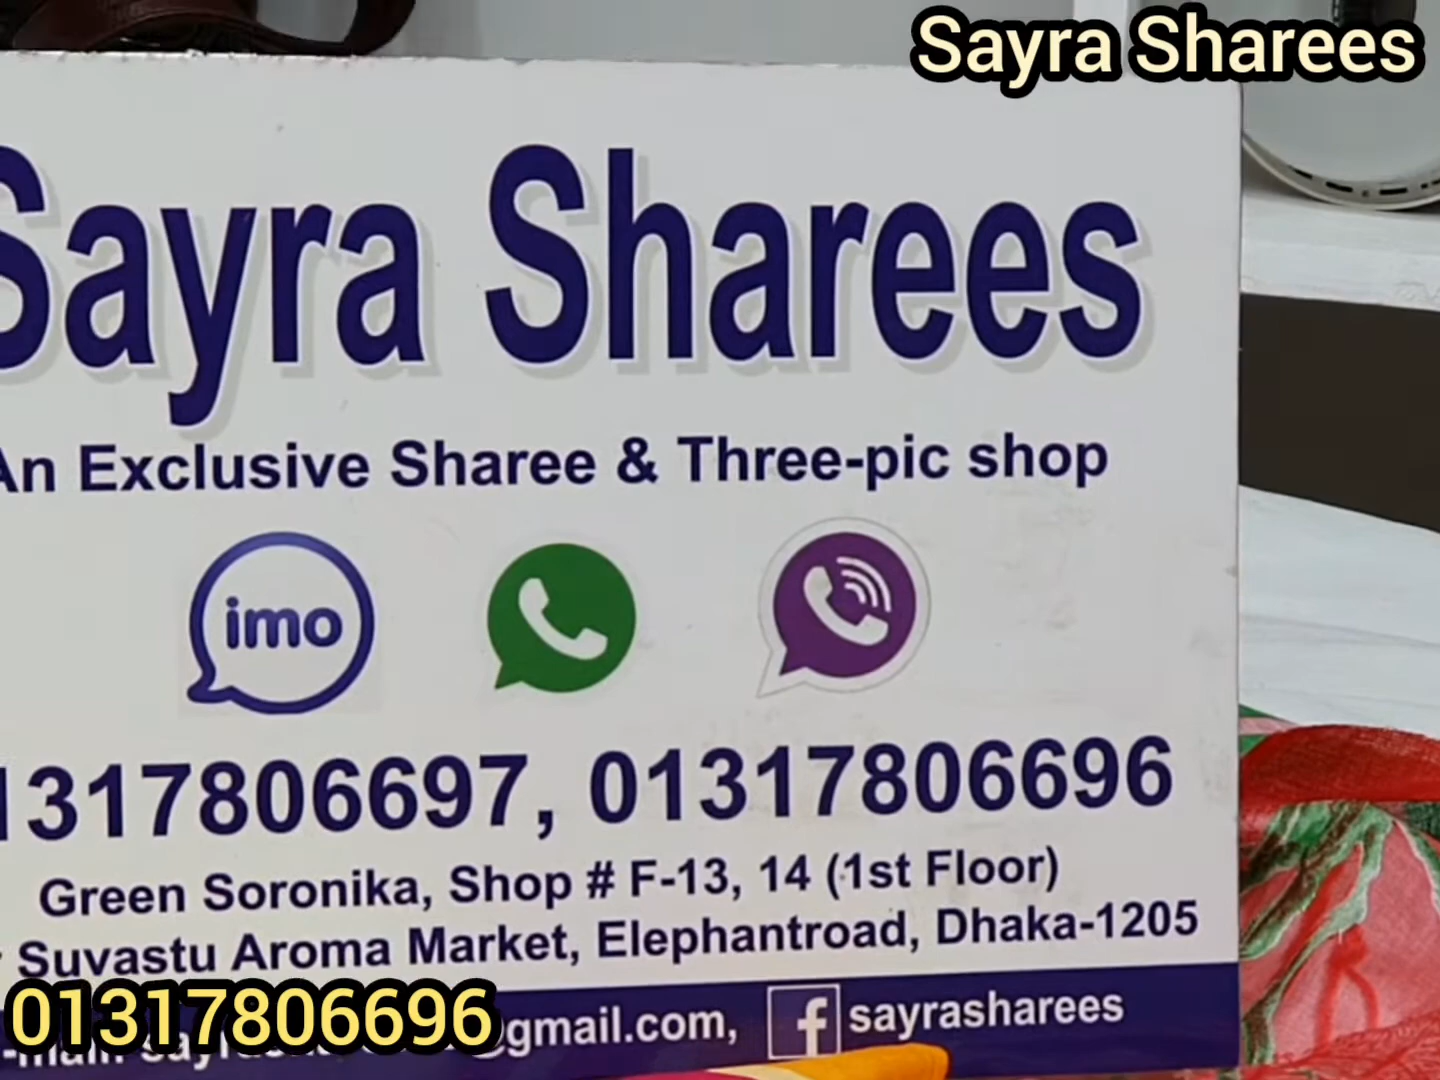 Sayra Sharees
Sayra Sharees
An Exclusive Sharee & Three-pic shop
imo
1317806697, 01317806696
Green Soronika, Shop # F-13, 14 (1st Floor)
Suvastu Aroma Market, Elephantroad, Dhaka-1205
01317806696
@gmail.com, f sayrasharees